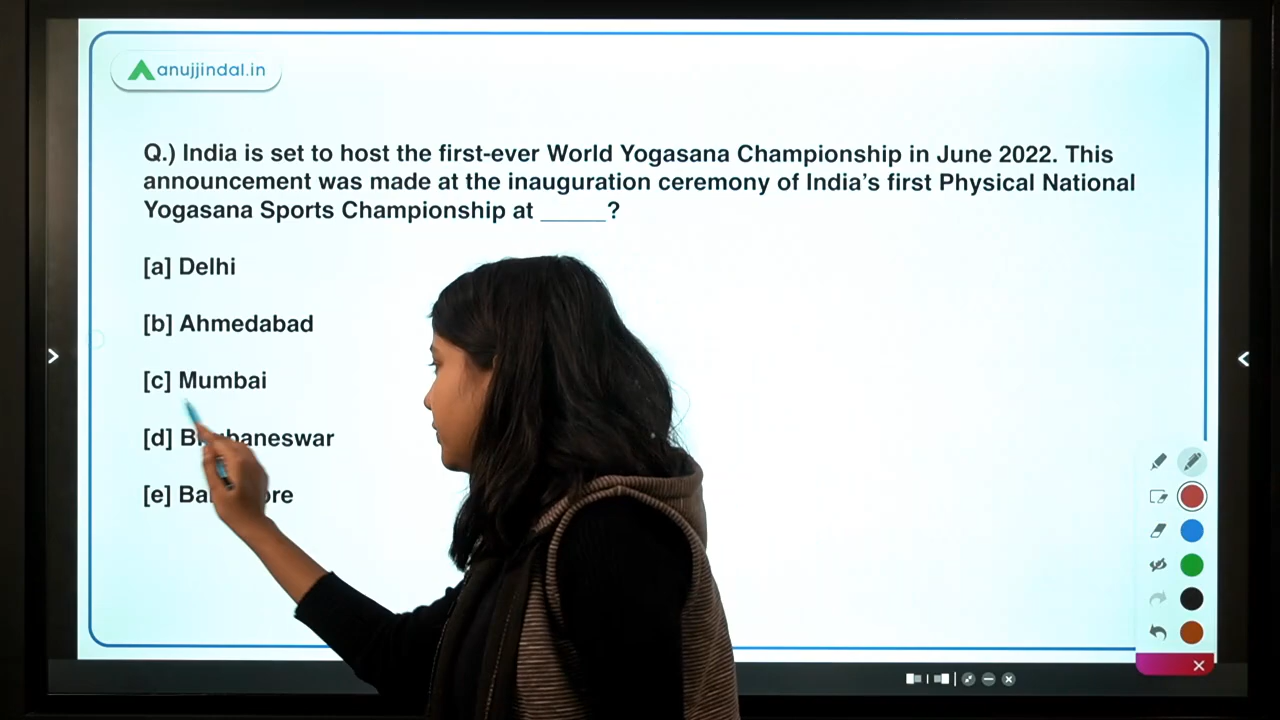 anujjindal.in
Q.) India is set to host the first-ever World Yogasana Championship in June 2022. This
announcement was made at the inauguration ceremony of India's first Physical National
Yogasana Sports Championship at _____?
[a] Delhi
[b] Ahmedabad
[c] Mumbai
[d]
[e]